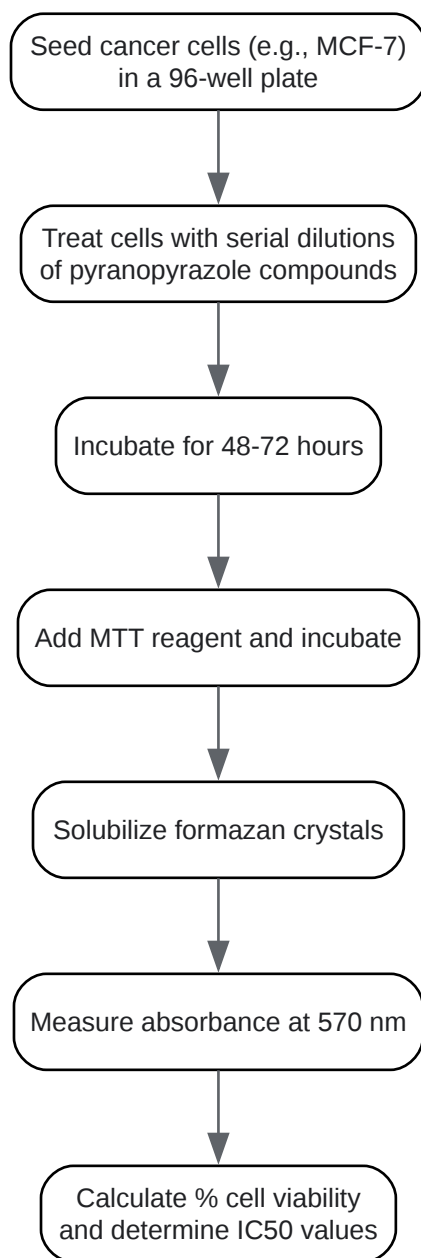 Seed cancer cells (e.g., MCF-7)
in a 96-well plate
Treat cells with serial dilutions
of pyranopyrazole compounds
Incubate for 48-72 hours
Add MTT reagent and incubate
Solubilize formazan crystals
Measure absorbance at 570 nm
Calculate % cell viability
and determine IC50 values